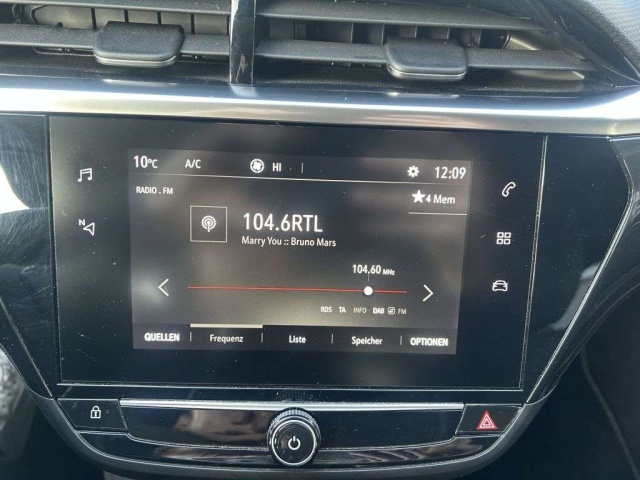 10°C A/C HI 12:09
RADIO . FM
★4 Mem
N
104.6RTL
Marry You :: Bruno Mars
104.60 MHz
RDS TA INFO DAB FM
QUELLEN Frequenz Liste Speicher OPTIONEN